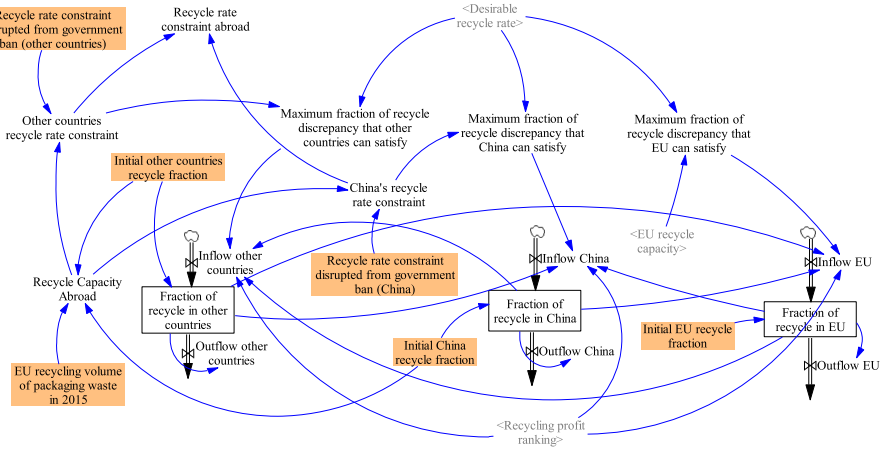 Recycle rate constraint
disrupted from government
ban (other countries)
Recycle rate
constraint abroad
<Desirable
recycle rate>
Other countries
recycle rate constraint
Maximum fraction of recycle
discrepancy that other
countries can satisfy
Maximum fraction of
recycle discrepancy that
China can satisfy
Maximum fraction of
recycle discrepancy that
EU can satisfy
Initial other countries
recycle fraction
China's recycle
rate constraint
<EU recycle
capacity>
Inflow other
countries
Recycle rate constraint
disrupted from government
ban (China)
Inflow China
Inflow EU
Recycle Capacity
Abroad
Fraction of
recycle in other
countries
Fraction of
recycle in China
Fraction of
recycle in EU
Initial China
recycle fraction
Initial EU recycle
fraction
Outflow other
countries
Outflow China
Outflow EU
EU recycling volume
of packaging waste
in 2015
<Recycling profit
ranking>